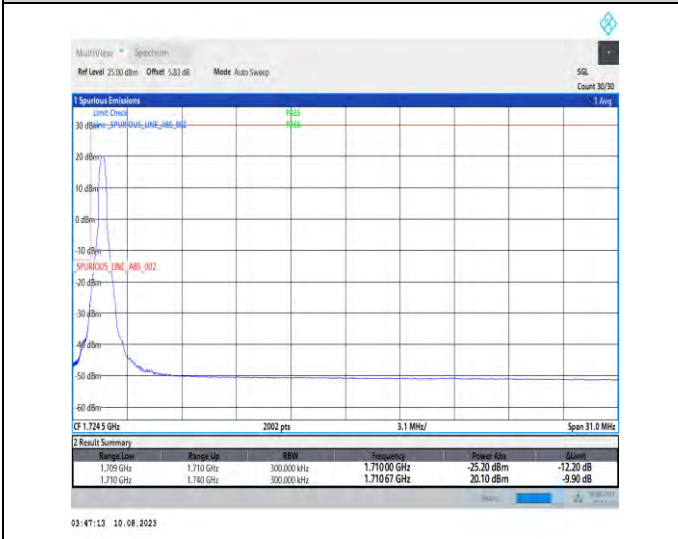 MultiView Spectrum
Ref Level 25.00 dBm Offset 5.83 dB Mode Auto Sweep SGL
Count 30/30
1 Spurious Emissions 1 Avg
Limit Check PASS
30 dBm Line _SPURIOUS_LINE_ABS_002 PASS
20 dBm
10 dBm
0 dBm
-10 dBm
_SPURIOUS_LINE_ABS_002
-20 dBm
-30 dBm
-40 dBm
-50 dBm
-60 dBm
CF 1.724 5 GHz 2002 pts 3.1 MHz/ Span 31.0 MHz
2 Result Summary
Range Low Range Up RBW Frequency Power Abs ΔLimit
1.709 GHz 1.710 GHz 300.000 kHz 1.710 00 GHz -25.20 dBm -12.20 dB
1.710 GHz 1.740 GHz 300.000 kHz 1.710 67 GHz 20.10 dBm -9.90 dB
03:47:13 10.08.2023